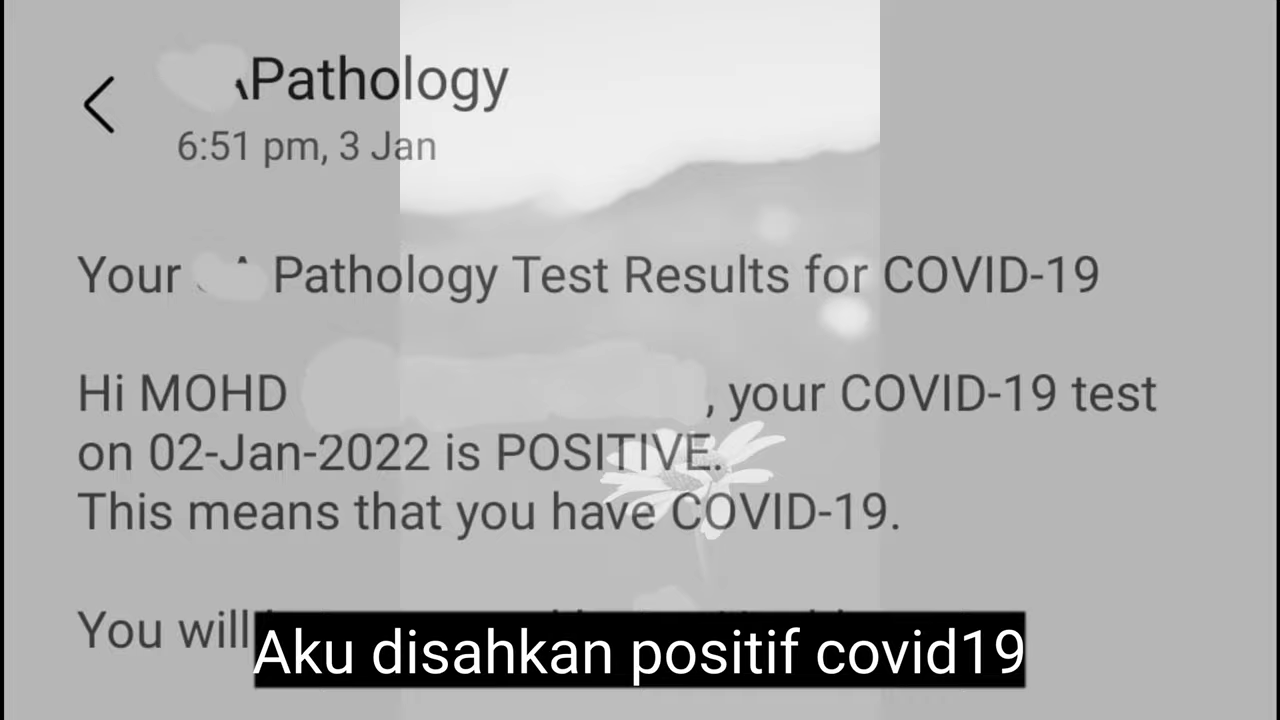 Pathology
6:51 pm, 3 Jan
Your Pathology Test Results for COVID-19
Hi MOHD , your COVID-19 test
on 02-Jan-2022 is POSITIVE.
This means that you have COVID-19.
You will
Aku disahkan positif covid19